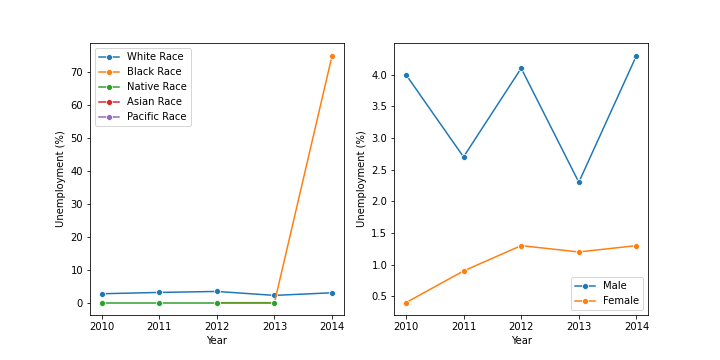 White Race
Black Race
Native Race
Asian Race
Pacific Race
70
60
50
40
30
20
10
0
Unemployment (%)
2010 2011 2012 2013 2014
Year
4.0
3.5
3.0
2.5
2.0
1.5
1.0
0.5
Unemployment (%)
Male
Female
2010 2011 2012 2013 2014
Year